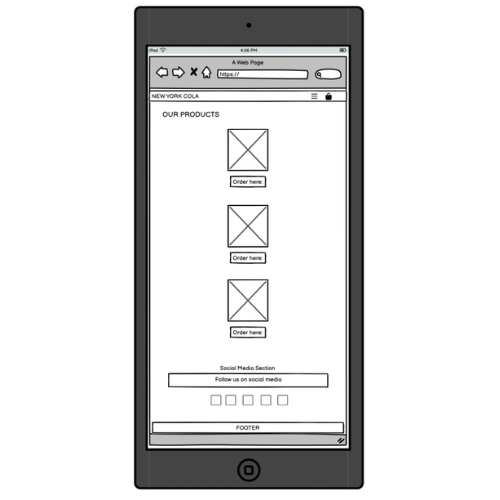 iPod
4:26 PM
A Web Page
https://
NEW YORK COLA
OUR PRODUCTS
Order here:
Order here:
Order here:
Social Media Section
Follow us on social media
FOOTER